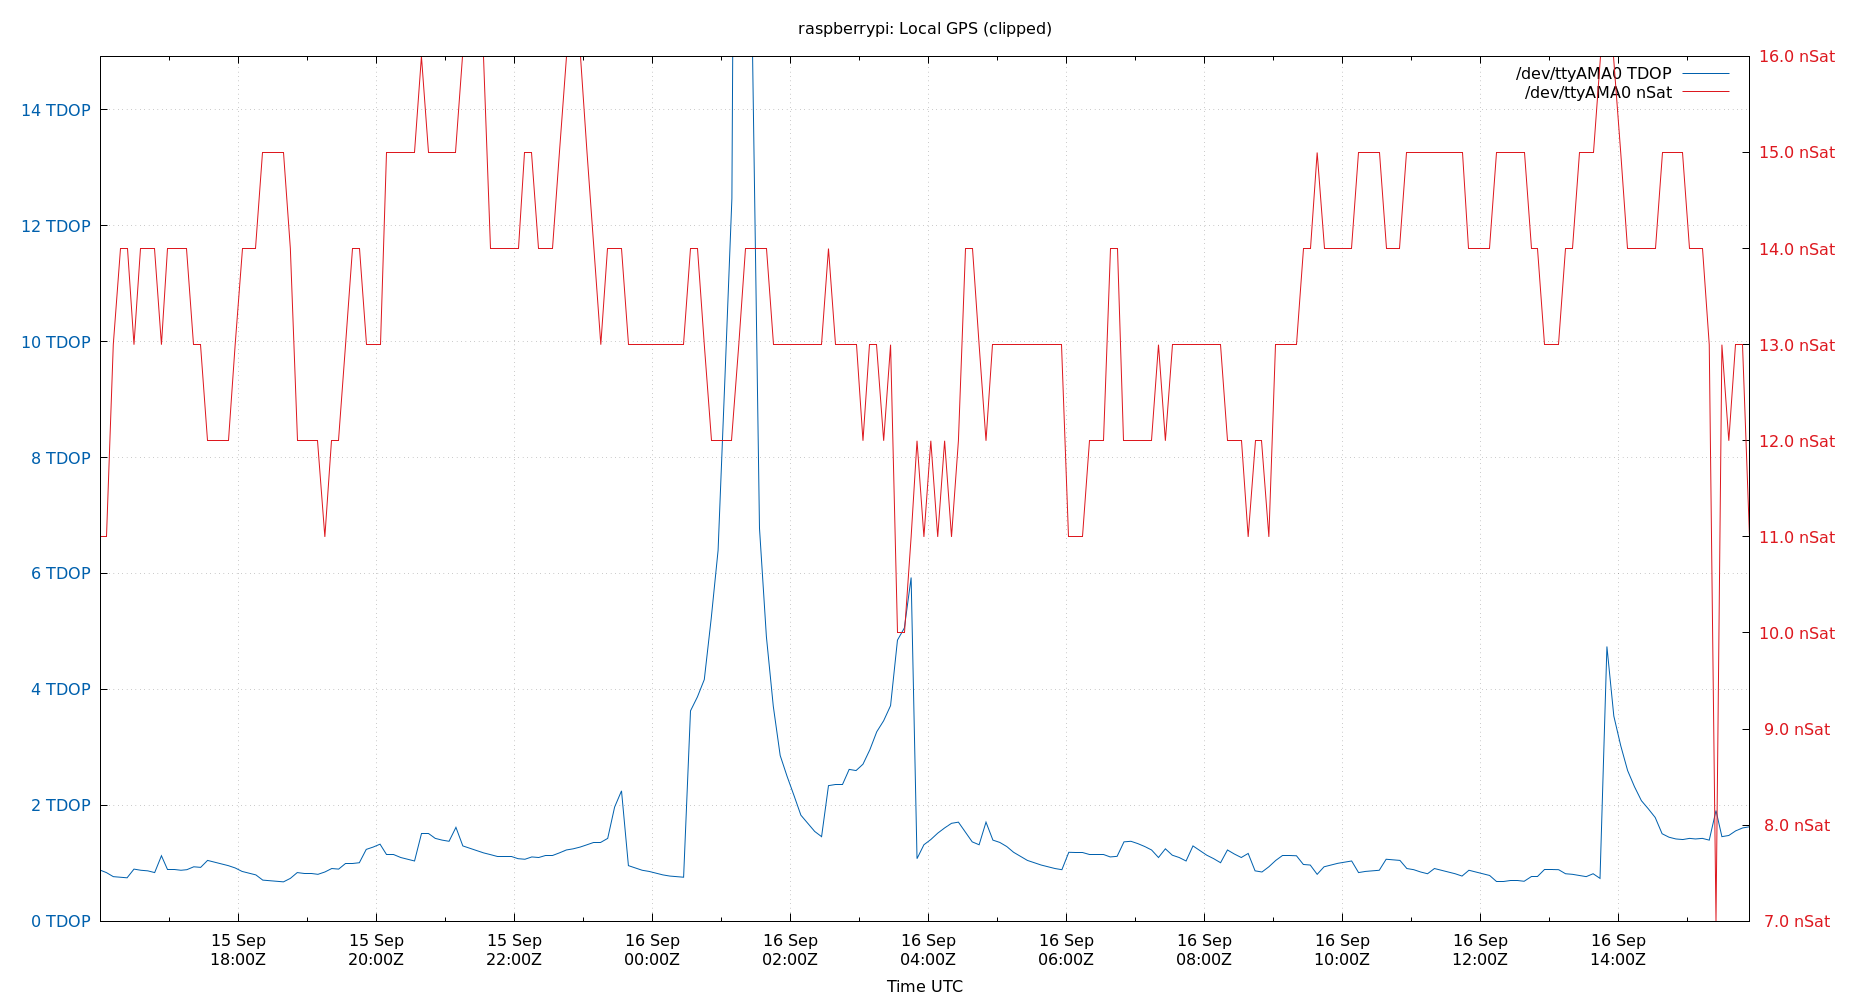 raspberrypi: Local GPS (clipped)
/dev/ttyAMA0 TDOP
/dev/ttyAMA0 nSat
14 TDOP
12 TDOP
10 TDOP
8 TDOP
6 TDOP
4 TDOP
2 TDOP
0 TDOP
16.0 nSat
15.0 nSat
14.0 nSat
13.0 nSat
12.0 nSat
11.0 nSat
10.0 nSat
9.0 nSat
8.0 nSat
7.0 nSat
15 Sep
18:00Z
15 Sep
20:00Z
15 Sep
22:00Z
16 Sep
00:00Z
16 Sep
02:00Z
16 Sep
04:00Z
16 Sep
06:00Z
16 Sep
08:00Z
16 Sep
10:00Z
16 Sep
12:00Z
16 Sep
14:00Z
Time UTC